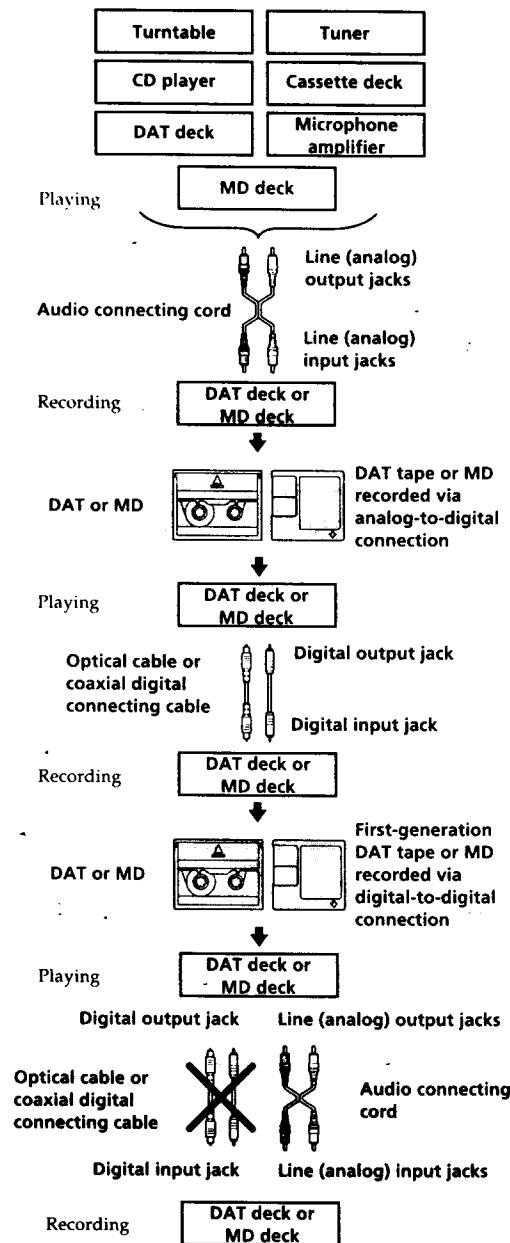 Turntable
Tuner
CD player
Cassette deck
DAT deck
Microphone
amplifier
Playing
MD deck
Line (analog)
output jacks
Audio connecting cord
Line (analog)
input jacks
Recording
DAT deck or
MD deck
DAT or MD
DAT tape or MD
recorded via
analog-to-digital
connection
Playing
DAT deck or
MD deck
Optical cable or
coaxial digital
connecting cable
Digital output jack
Digital input jack
Recording
DAT deck or
MD deck
DAT or MD
First-generation
DAT tape or MD
recorded via
digital-to-digital
connection
Playing
DAT deck or
MD deck
Digital output jack
Line (analog) output jacks
Optical cable or
coaxial digital
connecting cable
Audio connecting
cord
Digital input jack
Line (analog) input jacks
Recording
DAT deck or
MD deck